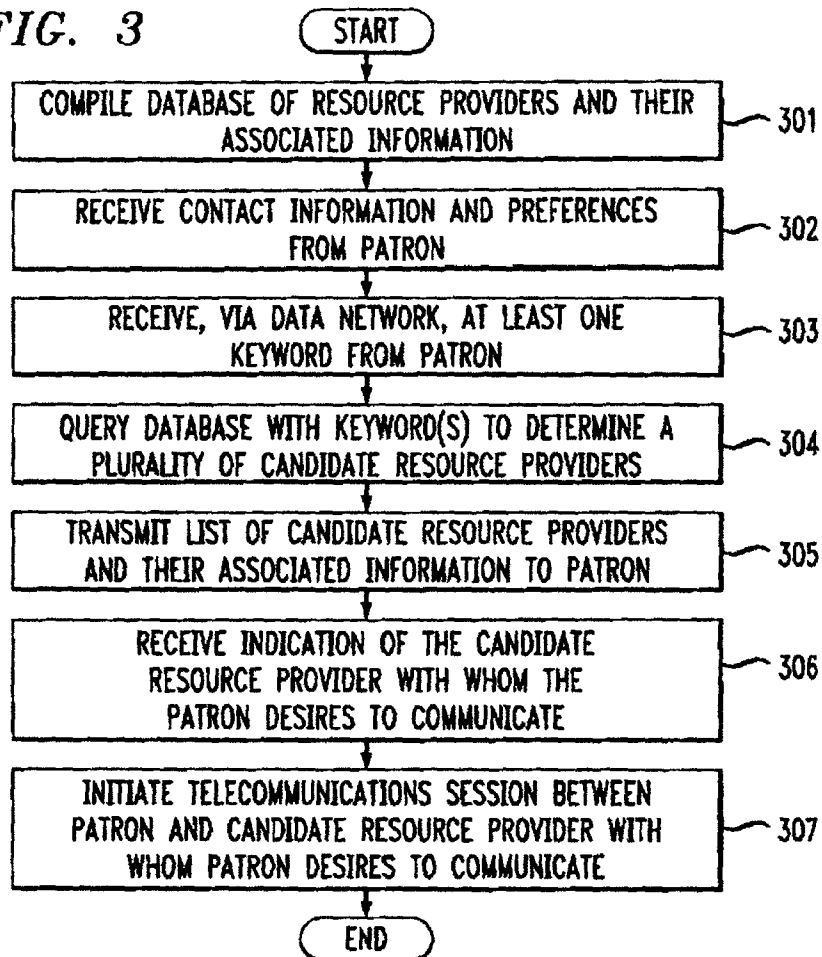 FIG. 3
START
COMPILE DATABASE OF RESOURCE PROVIDERS AND THEIR
ASSOCIATED INFORMATION
301
RECEIVE CONTACT INFORMATION AND PREFERENCES
FROM PATRON
302
RECEIVE, VIA DATA NETWORK, AT LEAST ONE
KEYWORD FROM PATRON
303
QUERY DATABASE WITH KEYWORD(S) TO DETERMINE A
PLURALITY OF CANDIDATE RESOURCE PROVIDERS
304
TRANSMIT LIST OF CANDIDATE RESOURCE PROVIDERS
AND THEIR ASSOCIATED INFORMATION TO PATRON
305
RECEIVE INDICATION OF THE CANDIDATE
RESOURCE PROVIDER WITH WHOM THE
PATRON DESIRES TO COMMUNICATE
306
INITIATE TELECOMMUNICATIONS SESSION BETWEEN
PATRON AND CANDIDATE RESOURCE PROVIDER WITH
WHOM PATRON DESIRES TO COMMUNICATE
307
END